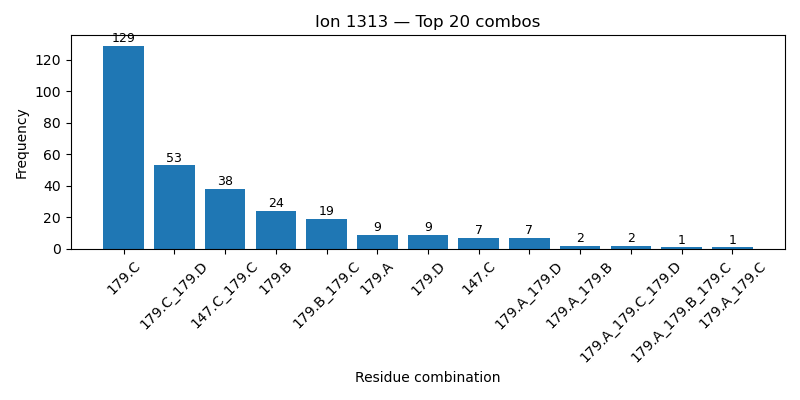 Ion 1313 — Top 20 combos
Frequency
120
100
80
60
40
20
0
129
53
38
24
19
9
9
7
7
2
2
1
1
179.C
179.C_179.D
147.C_179.C
179.B
179.B_179.C
179.A
179.D
147.C
179.A_179.D
179.A_179.B
179.A_179.C_179.D
179.A_179.B_179.C
179.A_179.C
Residue combination